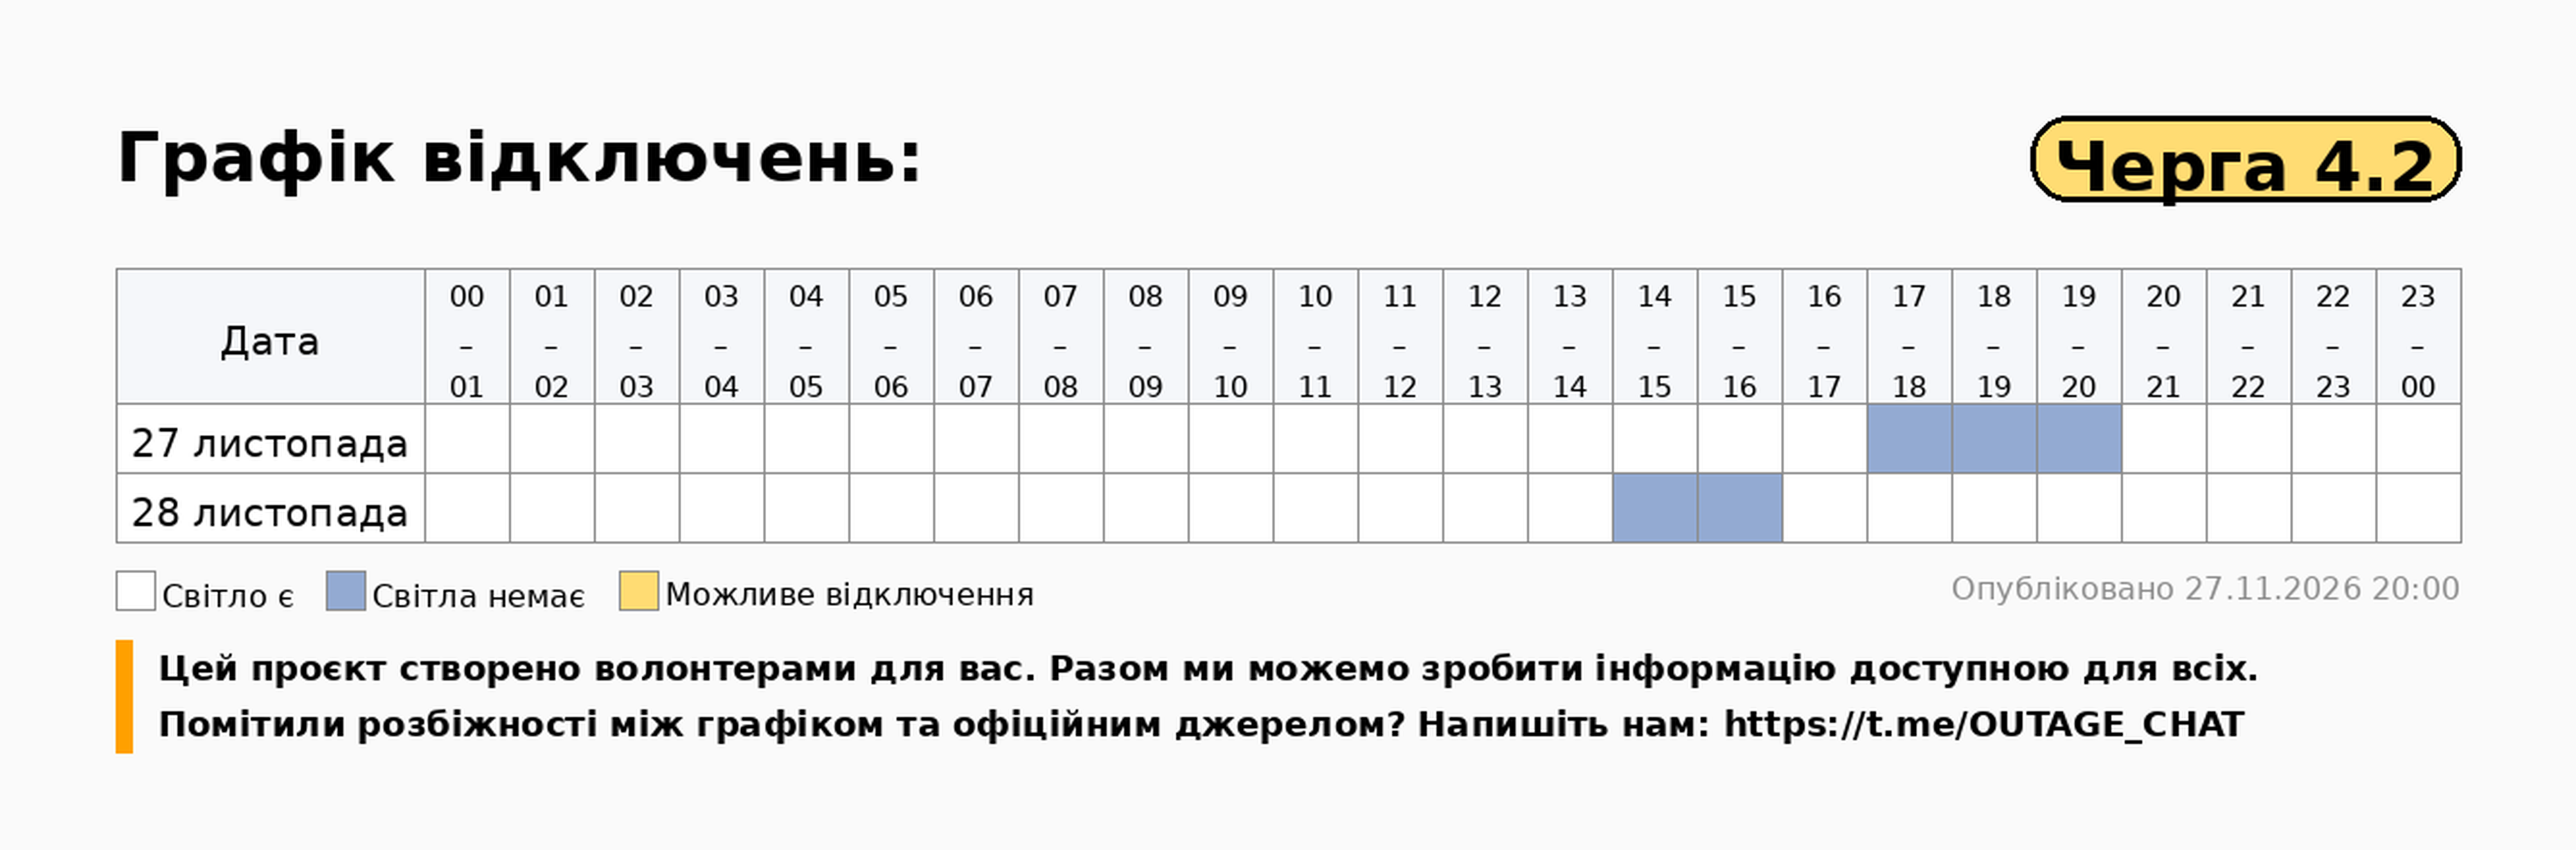 Графік відключень:
Черга 4.2
Дата 00 – 01 01 – 02 02 – 03 03 – 04 04 – 05 05 – 06 06 – 07 07 – 08 08 – 09 09 – 10 10 – 11 11 – 12 12 – 13 13 – 14 14 – 15 15 – 16 16 – 17 17 – 18 18 – 19 19 – 20 20 – 21 21 – 22 22 – 23 23 – 00
27 листопада
28 листопада
Світло є Світла немає Можливе відключення
Опубліковано 27.11.2026 20:00
Цей проєкт створено волонтерами для вас. Разом ми можемо зробити інформацію доступною для всіх.
Помітили розбіжності між графіком та офіційним джерелом? Напишіть нам: https://t.me/OUTAGE_CHAT